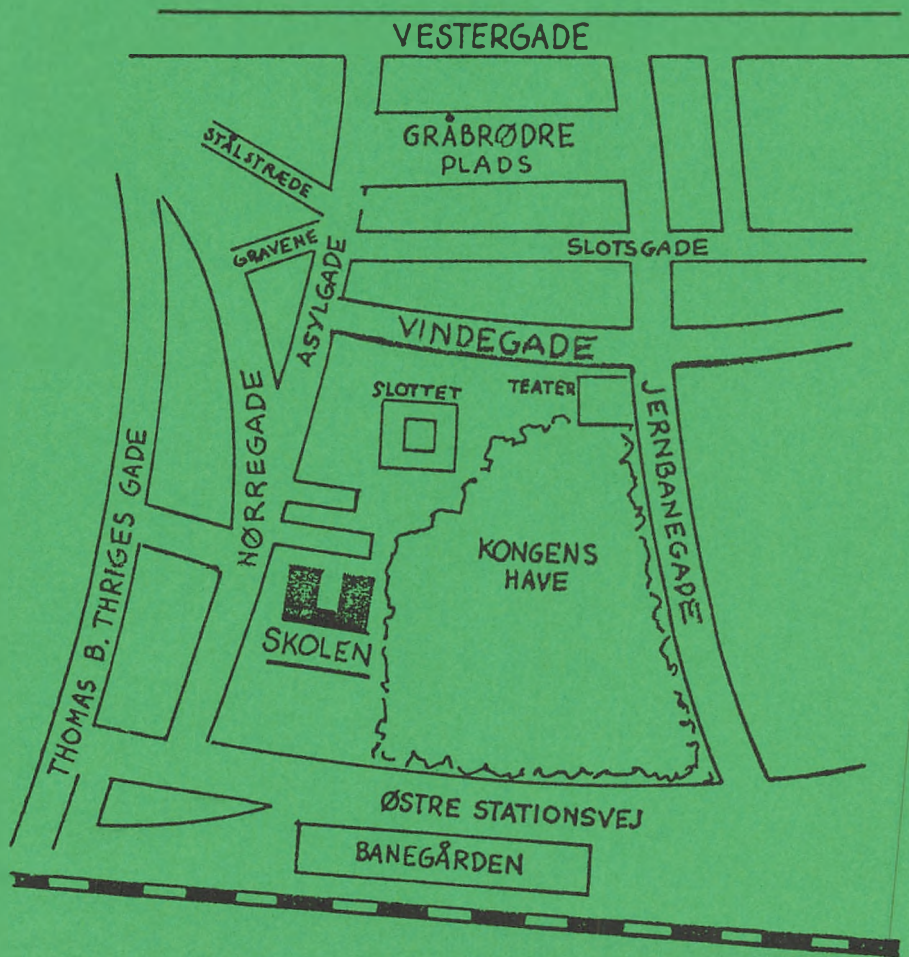 VESTERGADE
GRÅBRØDRE
PLADS
STÅLSTRÆDE
GRAVENE
SLOTSGADE
ASYLGADE
VINDEGADE
SLOTTET
TEATER
JERNBANEGADE
NØRREGADE
THOMAS B. THRIGES GADE
KONGENS
HAVE
SKOLEN
ØSTRE STATIONSVEJ
BANEGÅRDEN